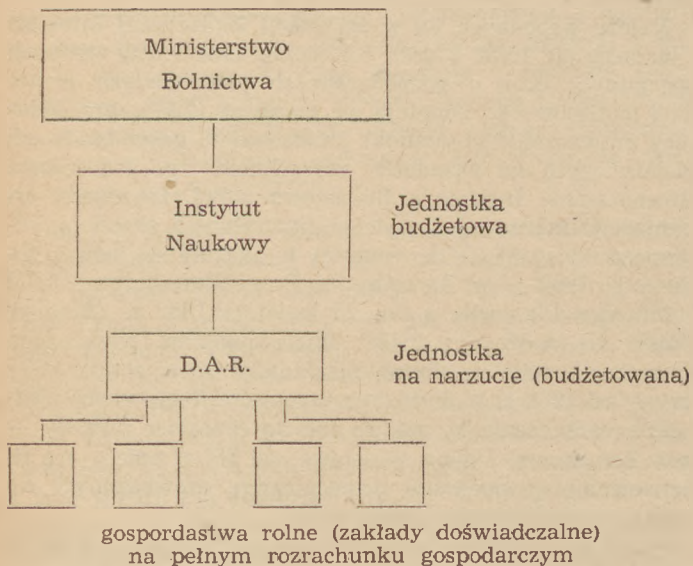 Ministerstwo
Rolnictwa
Instytut
Naukowy
Jednostka
budżetowa
D.A.R.
Jednostka
na narzucie (budżetowana)
gospordastwa rolne (zakłady doświadczalne)
na pełnym rozrachunku gospodarczym